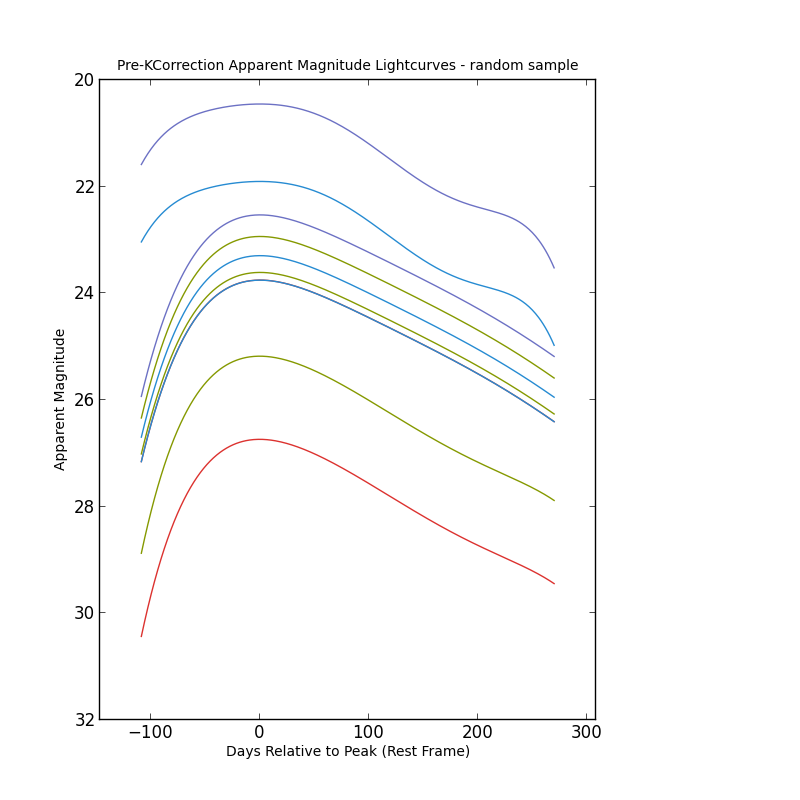 Pre-KCorrection Apparent Magnitude Lightcurves - random sample
20
22
24
26
28
30
32
Apparent Magnitude
−100 0 100 200 300
Days Relative to Peak (Rest Frame)